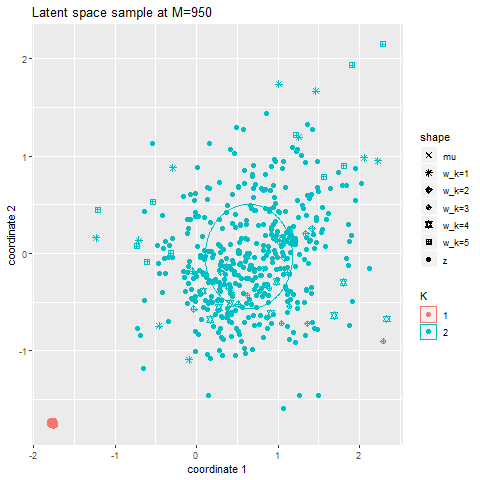 Latent space sample at M=950
coordinate 2
2
1
0
-1
-2
-1
0
1
2
coordinate 1
shape
mu
w_k=1
w_k=2
w_k=3
w_k=4
w_k=5
z
K
1
2